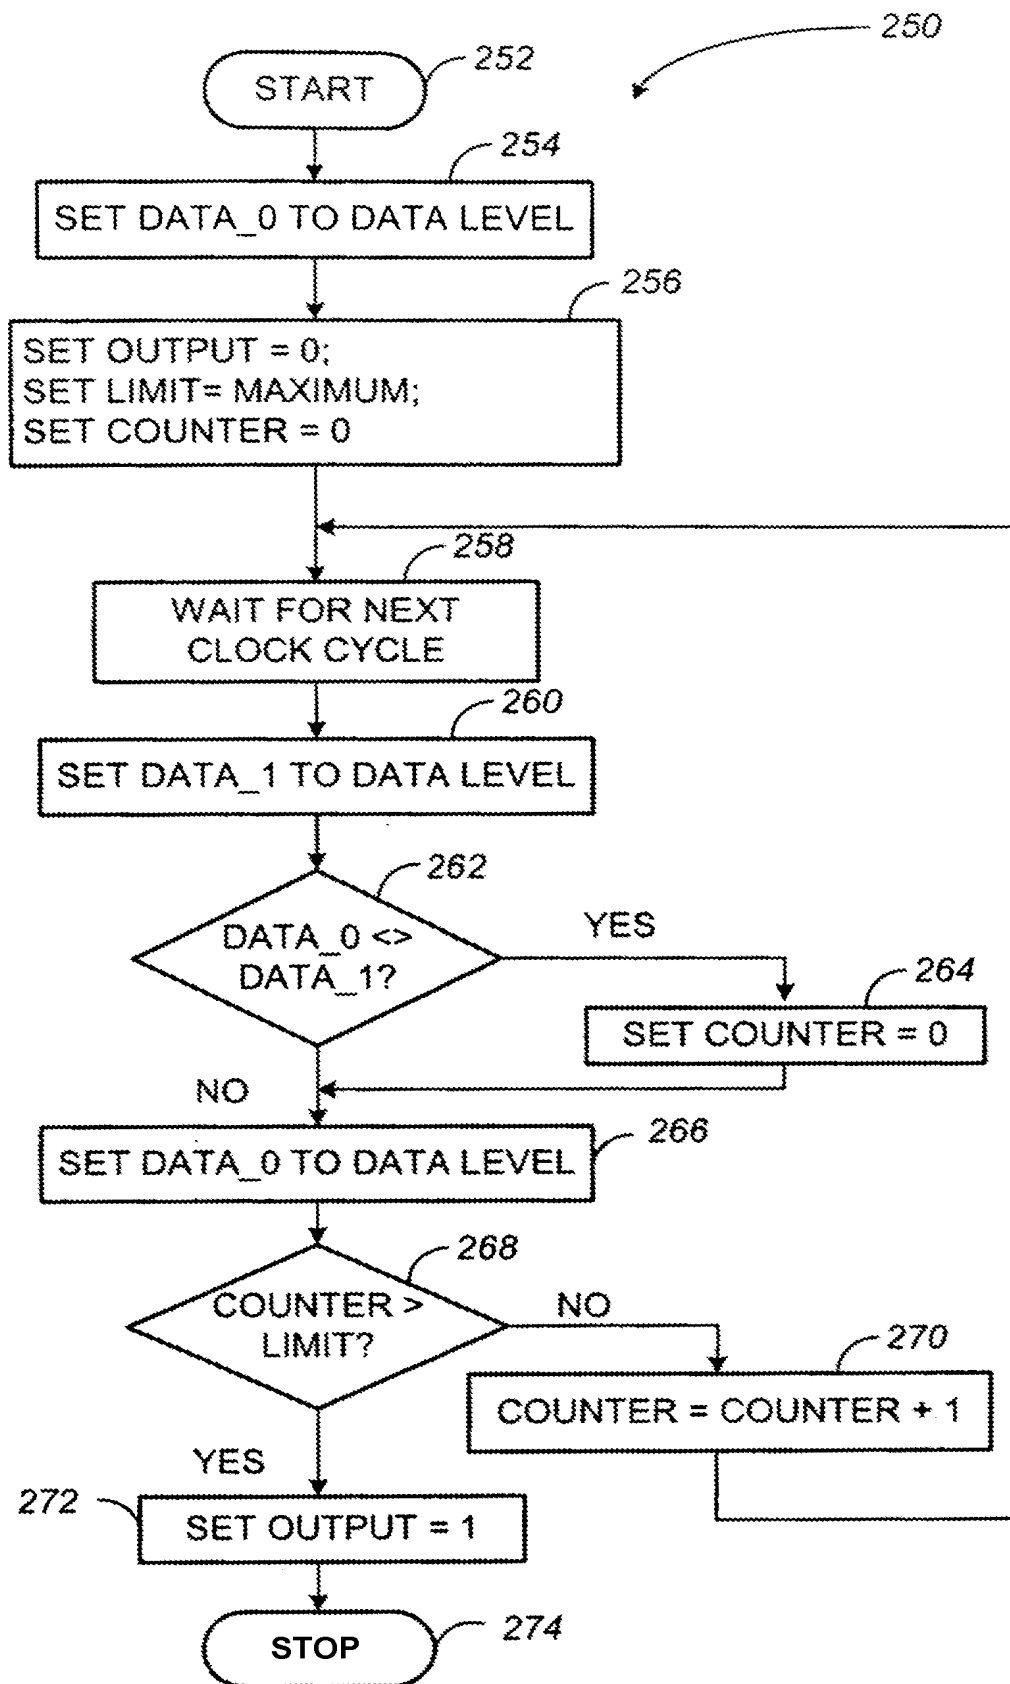 250
START
252
254
SET DATA_0 TO DATA LEVEL
256
SET OUTPUT = 0;
SET LIMIT= MAXIMUM;
SET COUNTER = 0
258
WAIT FOR NEXT
CLOCK CYCLE
260
SET DATA_1 TO DATA LEVEL
262
DATA_0 <>
DATA_1?
YES
264
SET COUNTER = 0
NO
266
SET DATA_0 TO DATA LEVEL
268
COUNTER >
LIMIT?
NO
270
COUNTER = COUNTER + 1
YES
272
SET OUTPUT = 1
STOP
274